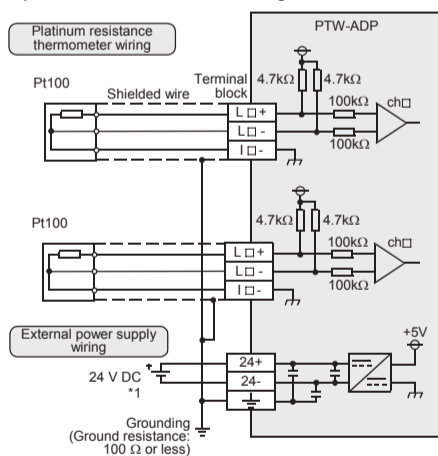 Platinum resistance
thermometer wiring
PTW-ADP
Pt100
Shielded wire
Terminal
block
4.7kΩ
4.7kΩ
100kΩ
ch□
L □ +
L □ -
I □ -
100kΩ
Pt100
4.7kΩ
4.7kΩ
100kΩ
ch□
L □ +
L □ -
I □ -
100kΩ
External power supply
wiring
+5V
24 V DC
*1
24+
24-
Grounding
(Ground resistance:
100 Ω or less)